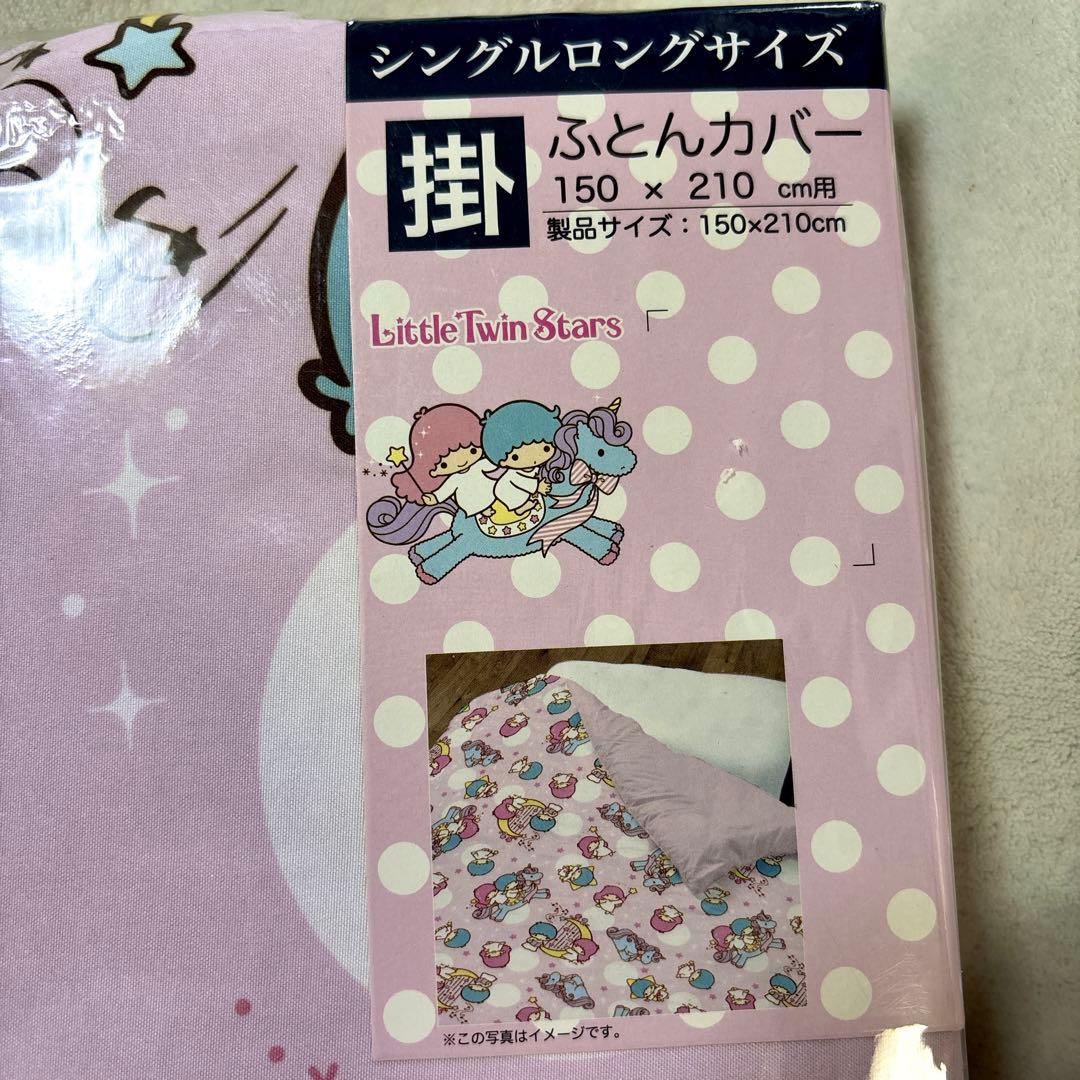 シングルロングサイズ
掛
ふとんカバー
150 × 210 cm用
製品サイズ：150×210cm
Little Twin Stars
「
」
※この写真はイメージです。